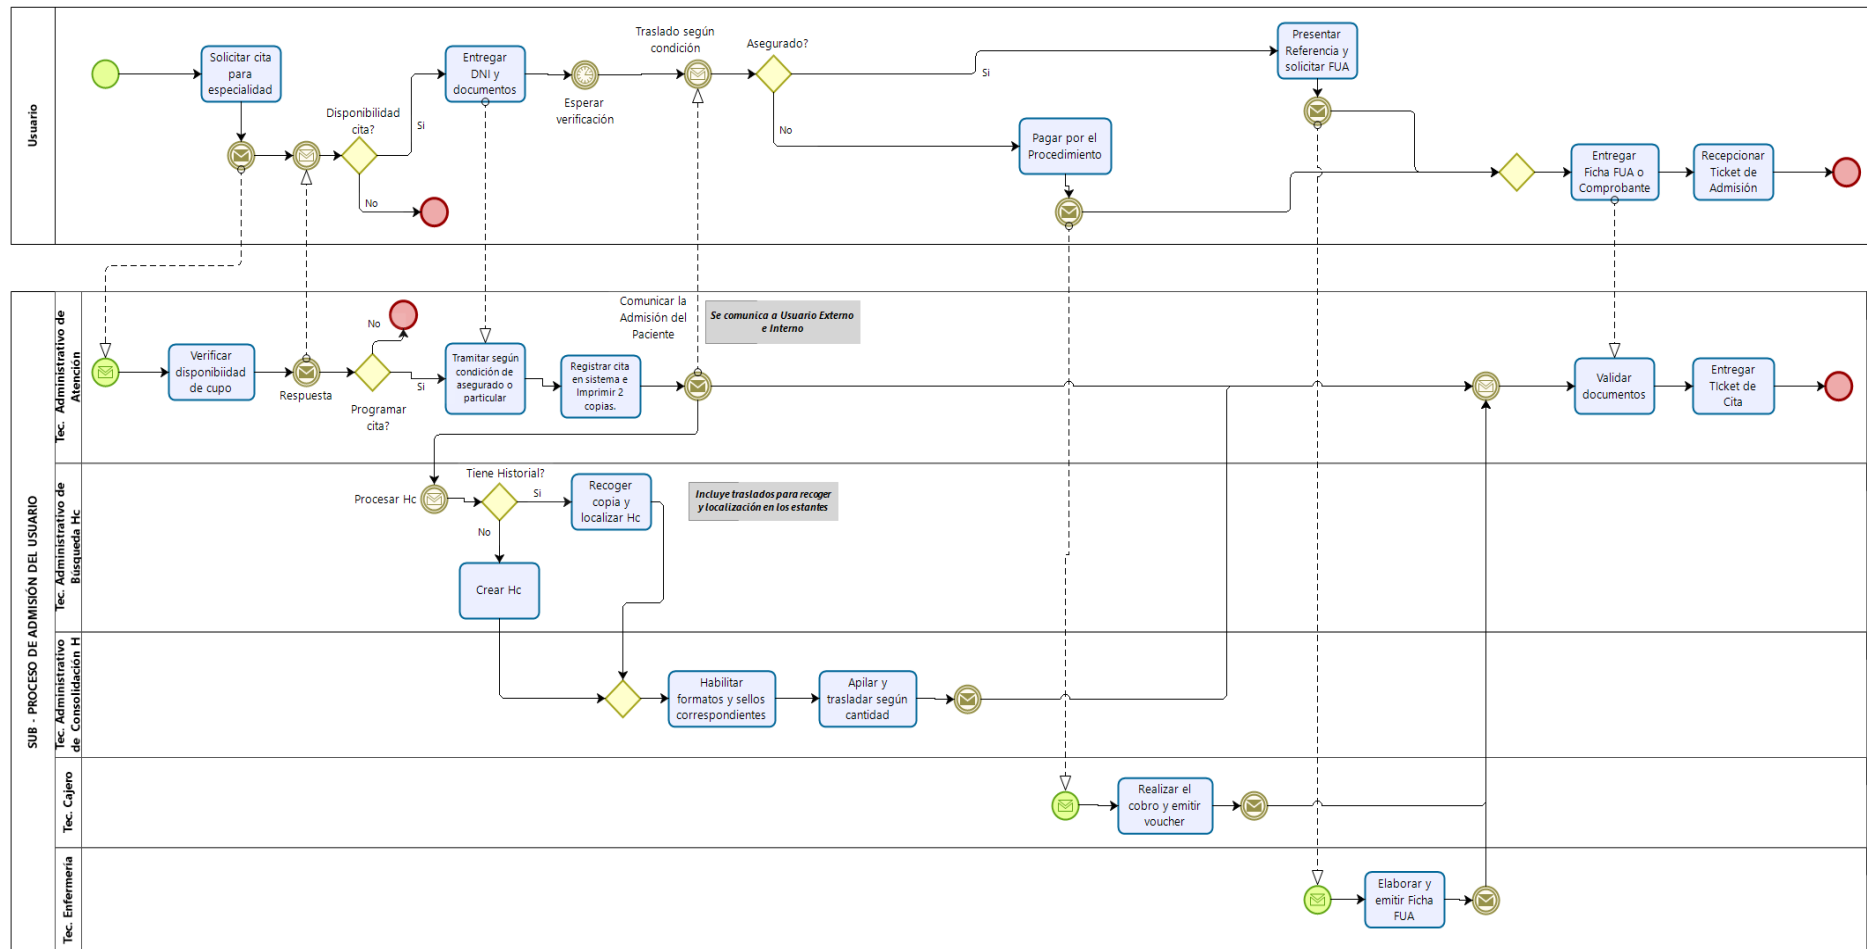 Usuario
Solicitar cita
para
especialidad
Disponibilidad
cita?
Si
No
Entregar
DNI y
documentos
Esperar
verificación
Traslado según
condición
Asegurado?
Si
No
Pagar por el
Procedimiento
Presentar
Referencia y
solicitar FUA
Entregar
Ficha FUA o
Comprobante
Recepcionar
Ticket de
Admisión
SUB - PROCESO DE ADMISIÓN DEL USUARIO
Tec. Administrativo de
Atención
Verificar
disponibiidad
de cupo
Respuesta
No
Si
Programar
cita?
Tramitar según
condición de
asegurado o
particular
Registrar cita
en sistema e
Imprimir 2
copias.
Comunicar la
Admisión del
Paciente
Se comunica a Usuario Externo
e Interno
Validar
documentos
Entregar
TIcket de
Cita
Tec. Administrativo de
Búsqueda Hc
Procesar Hc
Tiene Historial?
Si
No
Recoger
copia y
localizar Hc
Incluye traslados para recoger
y localización en los estantes
Crear Hc
Tec. Administrativo
de Consolidación H
Habilitar
formatos y sellos
correspondientes
Apilar y
trasladar según
cantidad
Tec. Cajero
Realizar el
cobro y emitir
voucher
Tec. Enfermería
Elaborar y
emitir Ficha
FUA